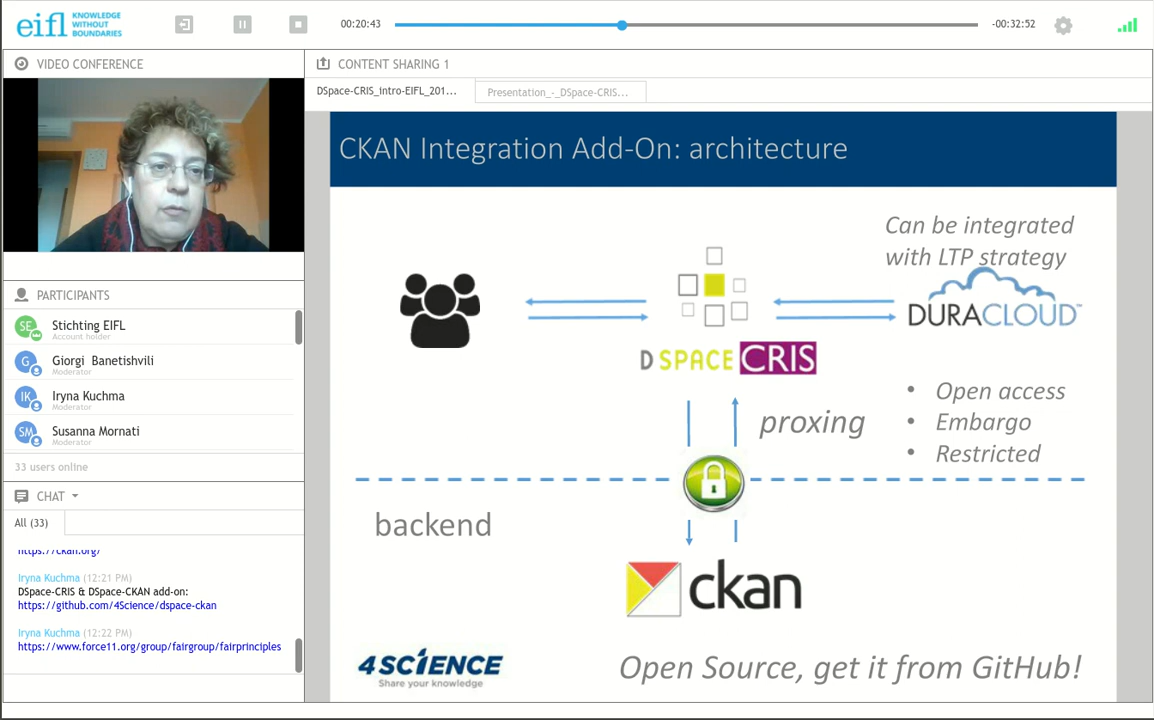 eifl KNOWLEDGE
WITHOUT
BOUNDARIES
00:20:43
-00:32:52
VIDEO CONFERENCE
CONTENT SHARING 1
DSpace-CRIS_intro-EIFL_201...
Presentation_-_DSpace-CRIS...
CKAN Integration Add-On: architecture
Can be integrated
with LTP strategy
DURACLOUD™
DSPACE CRIS
proxing
• Open access
• Embargo
• Restricted
backend
ckan
4SCIENCE
Share your knowledge
Open Source, get it from GitHub!
PARTICIPANTS
SE Stichting EIFL
Account holder
G Giorgi Banetishvili
Moderator
IK Iryna Kuchma
Moderator
SM Susanna Mornati
Moderator
33 users online
CHAT
All (33)
https://ckan.org/
Iryna Kuchma (12:21 PM)
DSpace-CRIS & DSpace-CKAN add-on:
https://github.com/4Science/dspace-ckan
Iryna Kuchma (12:22 PM)
https://www.force11.org/group/fairgroup/fairprinciples